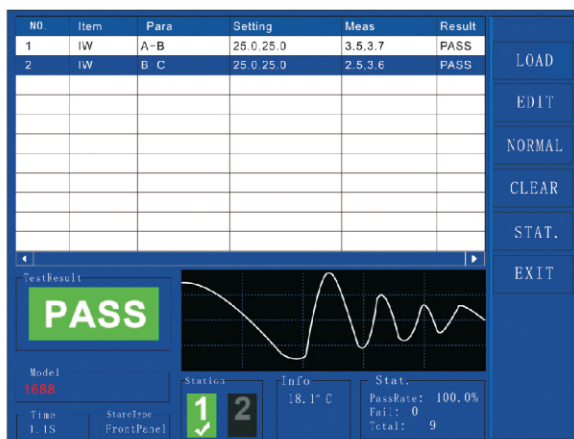 NO. Item Para Setting Meas Result
1 IW A-B 25.0,25.0 3.5,3.7 PASS
2 IW B C 25.0,25.0 2.5,3.6 PASS
LOAD
EDIT
NORMAL
CLEAR
STAT.
EXIT
TestResult
PASS
Model
1688
Time
1.1S
StareType
FrontPanel
Station
1 2
Info
18.1° C
Stat.
PassRate: 100.0%
Fail: 0
Total: 9